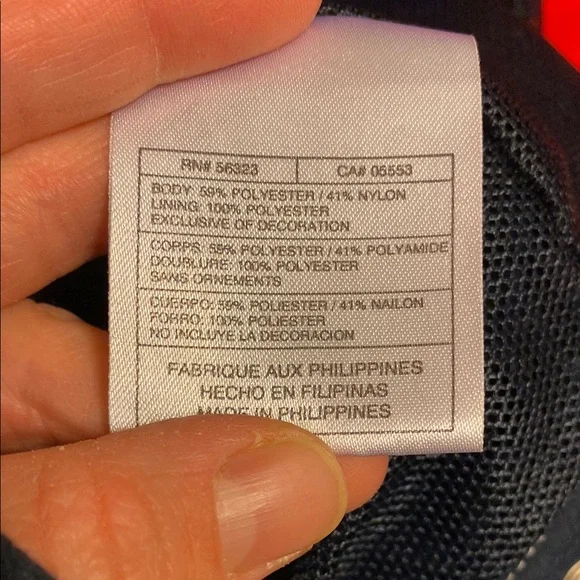 RN# 56323 CA# 05553
BODY: 59% POLYESTER / 41% NYLON
LINING: 100% POLYESTER
EXCLUSIVE OF DECORATION
CORPS: 59% POLYESTER / 41% POLYAMIDE
DOUBLURE: 100% POLYESTER
SANS ORNEMENTS
CUERPO: 59% POLIESTER / 41% NAILON
FORRO: 100% POLIESTER
NO INCLUYE LA DECORACION
FABRIQUE AUX PHILIPPINES
HECHO EN FILIPINAS
MADE IN PHILIPPINES